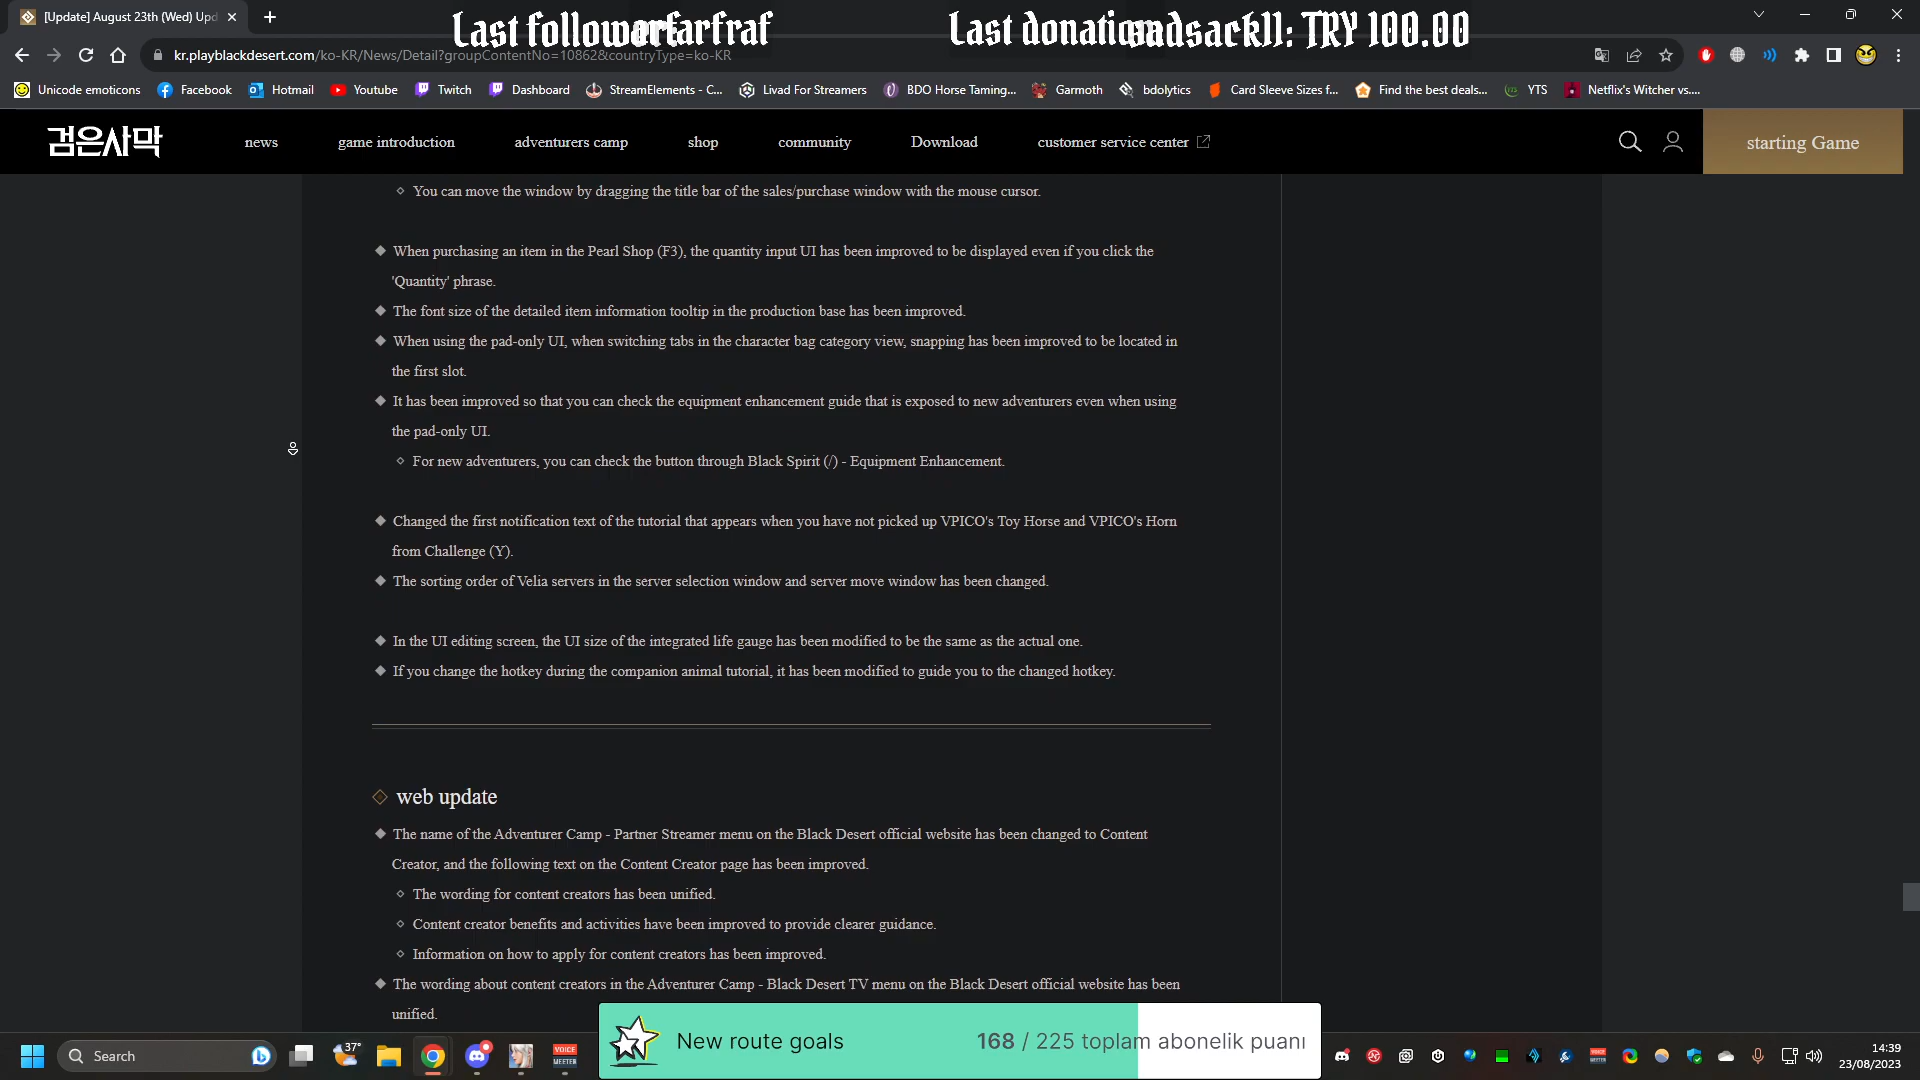 [Update] August 23th (Wed) Upd
Last follower
arfarfraf
Last donation
sadsack11: TRY 100.00
kr.playblackdesert.com/ko-KR/News/Detail?groupContentNo=10862&countryType=ko-KR
Unicode emoticons Facebook Hotmail Youtube Twitch Dashboard StreamElements - C... Livad For Streamers BDO Horse Taming... Garmoth bdolytics Card Sleeve Sizes f... Find the best deals... YTS Netflix's Witcher vs....
검은사막 news game introduction adventurers camp shop community Download customer service center starting Game
You can move the window by dragging the title bar of the sales/purchase window with the mouse cursor.
When purchasing an item in the Pearl Shop (F3), the quantity input UI has been improved to be displayed even if you click the
'Quantity' phrase.
The font size of the detailed item information tooltip in the production base has been improved.
When using the pad-only UI, when switching tabs in the character bag category view, snapping has been improved to be located in
the first slot.
It has been improved so that you can check the equipment enhancement guide that is exposed to new adventurers even when using
the pad-only UI.
For new adventurers, you can check the button through Black Spirit (/) - Equipment Enhancement.
Changed the first notification text of the tutorial that appears when you have not picked up VPICO's Toy Horse and VPICO's Horn
from Challenge (Y).
The sorting order of Velia servers in the server selection window and server move window has been changed.
In the UI editing screen, the UI size of the integrated life gauge has been modified to be the same as the actual one.
If you change the hotkey during the companion animal tutorial, it has been modified to guide you to the changed hotkey.
web update
The name of the Adventurer Camp - Partner Streamer menu on the Black Desert official website has been changed to Content
Creator, and the following text on the Content Creator page has been improved.
The wording for content creators has been unified.
Content creator benefits and activities have been improved to provide clearer guidance.
Information on how to apply for content creators has been improved.
The wording about content creators in the Adventurer Camp - Black Desert TV menu on the Black Desert official website has been
unified.
New route goals 168 / 225 toplam abonelik puanı
Search
37°
VOICE
MEETER
14:39
23/08/2023